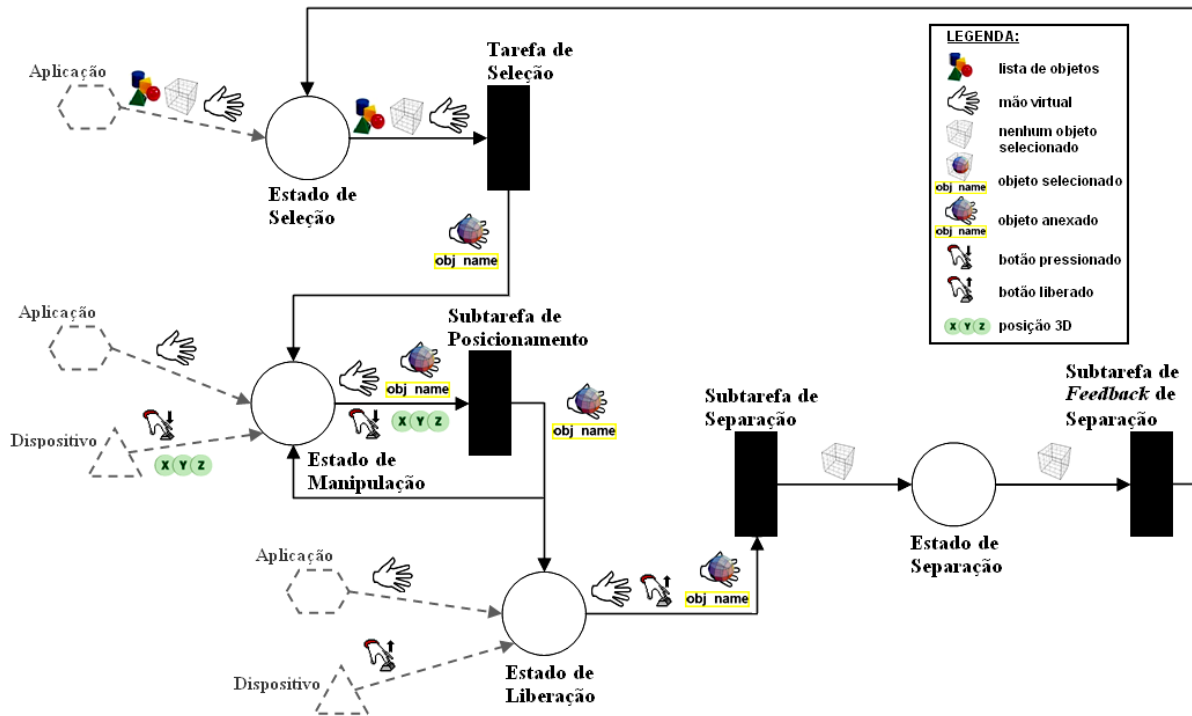 Aplicação
Tarefa de
Seleção
Estado de
Seleção
obj name
LEGENDA:
lista de objetos
mão virtual
nenhum objeto
selecionado
objeto selecionado
obj name
objeto anexado
obj name
botão pressionado
botão liberado
X Y Z posição 3D
Aplicação
Dispositivo
X Y Z
Estado de
Manipulação
obj name
X Y Z
Subtarefa de
Posicionamento
obj name
Aplicação
Dispositivo
Estado de
Liberação
obj name
Subtarefa de
Separação
Estado de
Separação
Subtarefa de
Feedback de
Separação